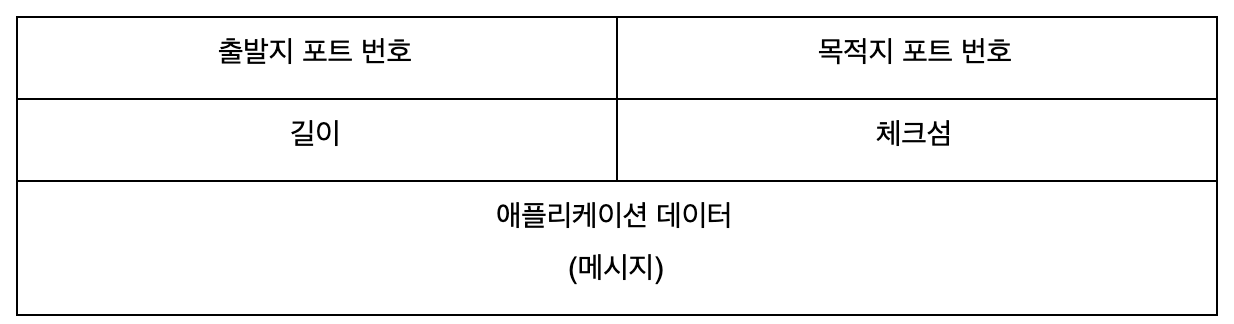 출발지 포트 번호
목적지 포트 번호
길이
체크섬
애플리케이션 데이터
(메시지)